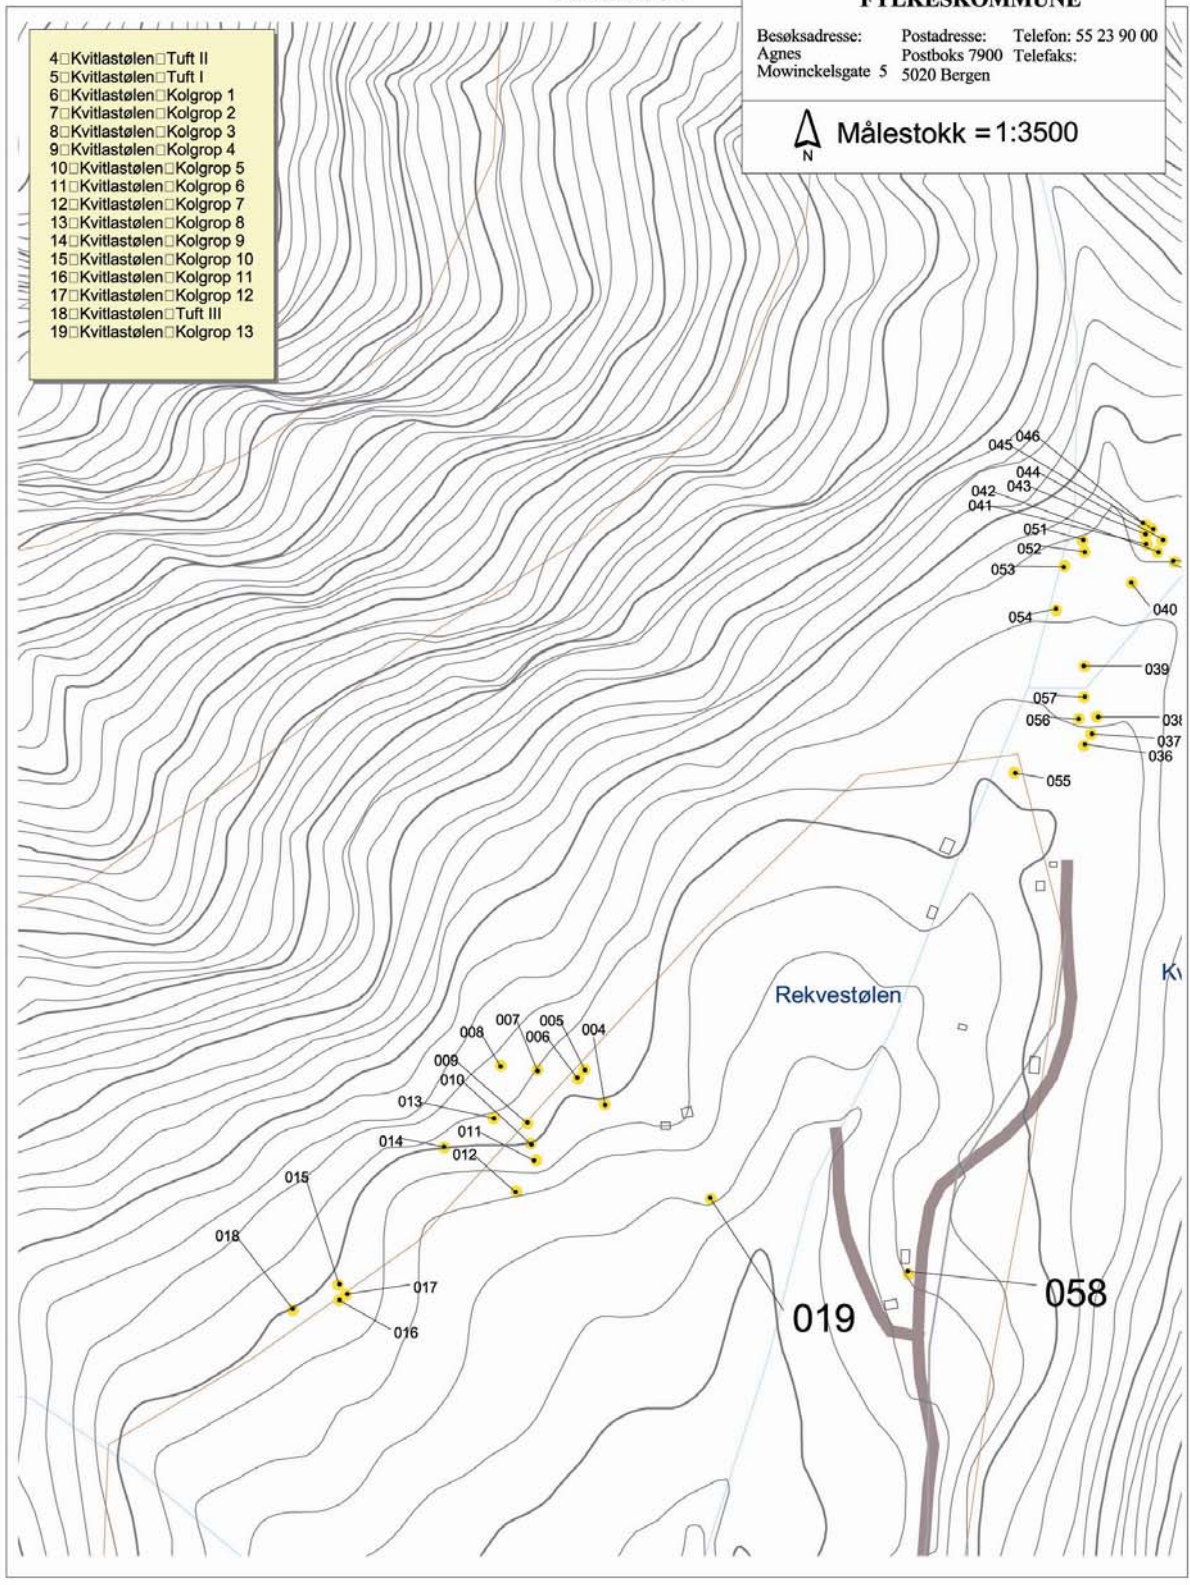 FYLKESKOMMUNE
Besøksadresse: Postadresse: Telefon: 55 23 90 00
Agnes Postboks 7900 Telefaks:
Mowinckelsgate 5 5020 Bergen
N
Målestokk = 1:3500
4□Kvitlastølen□Tuft II
5□Kvitlastølen□Tuft I
6□Kvitlastølen□Kolgrop 1
7□Kvitlastølen□Kolgrop 2
8□Kvitlastølen□Kolgrop 3
9□Kvitlastølen□Kolgrop 4
10□Kvitlastølen□Kolgrop 5
11□Kvitlastølen□Kolgrop 6
12□Kvitlastølen□Kolgrop 7
13□Kvitlastølen□Kolgrop 8
14□Kvitlastølen□Kolgrop 9
15□Kvitlastølen□Kolgrop 10
16□Kvitlastølen□Kolgrop 11
17□Kvitlastølen□Kolgrop 12
18□Kvitlastølen□Tuft III
19□Kvitlastølen□Kolgrop 13
046
045
044
043
042
041
051
052
053
040
054
039
057
056
038
037
036
055
Rekvestølen
007
005
008
006
004
009
010
013
011
014
012
015
018
017
016
019
058